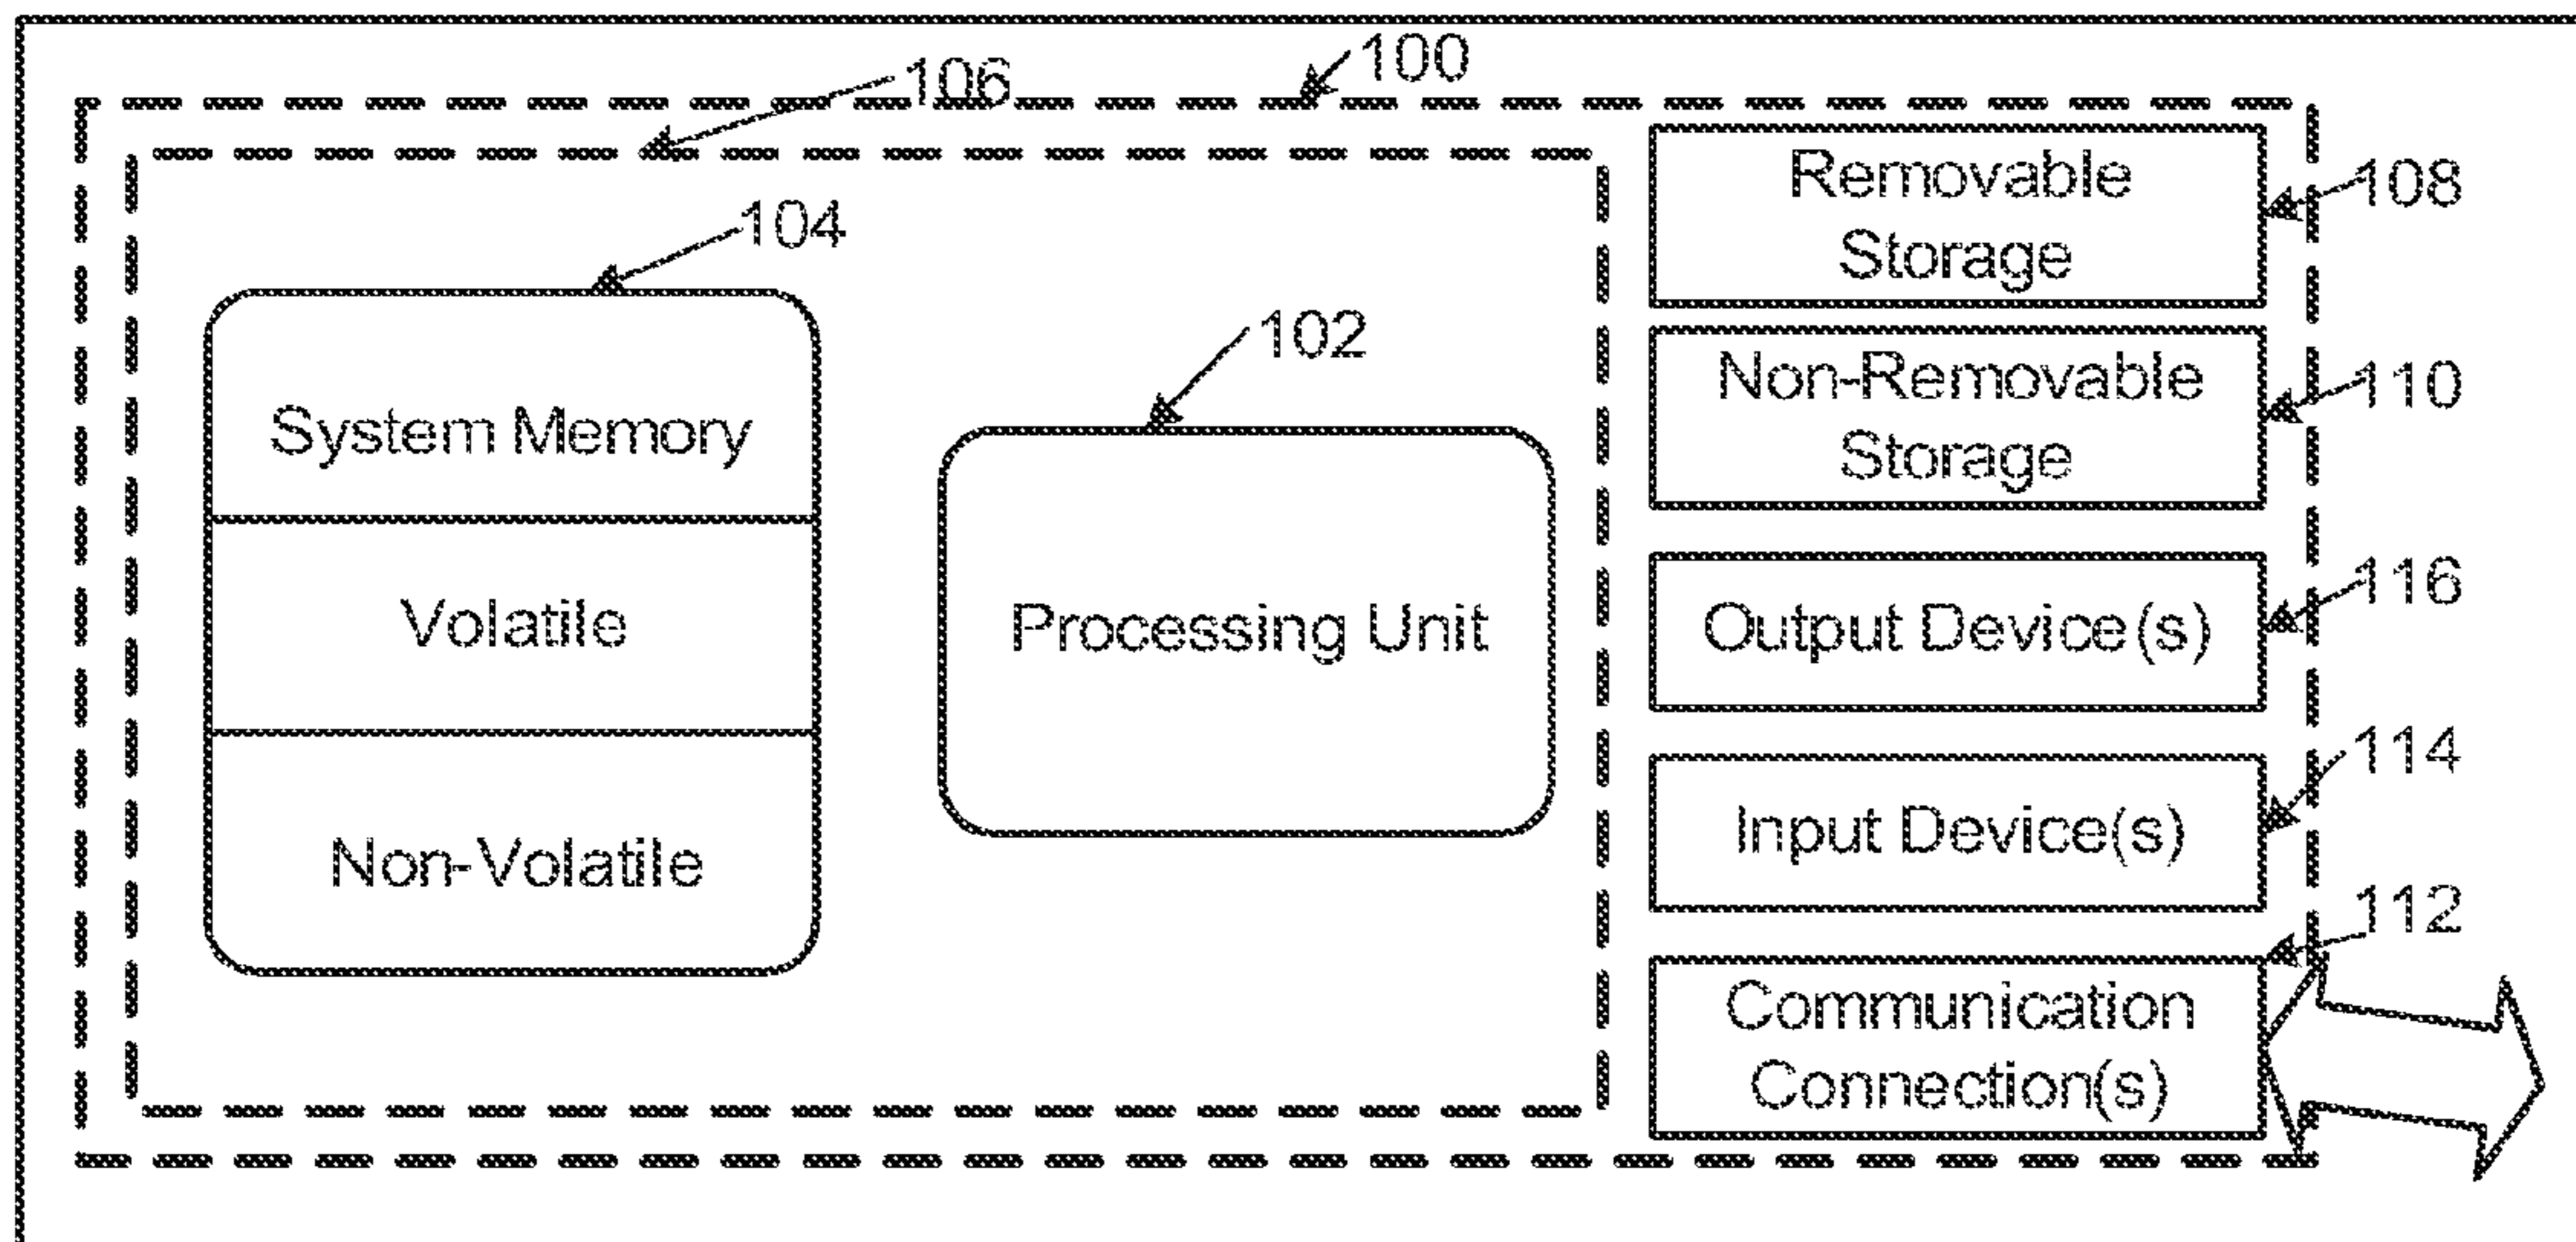 100
106
104
System Memory
Volatile
Non-Volatile
102
Processing Unit
Removable
Storage
108
Non-Removable
Storage
110
Output Device(s)
116
Input Device(s)
114
Communication
Connection(s)
112